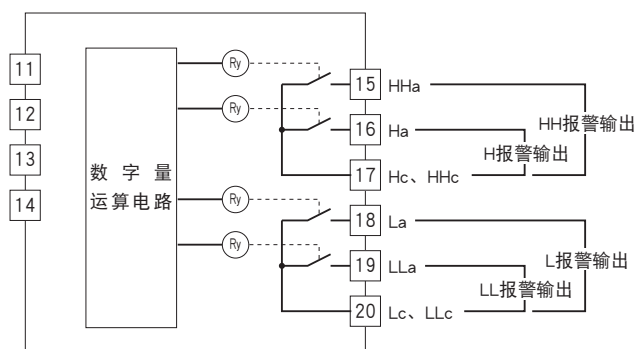 11
12
13
14
数字量
运算电路
Ry
Ry
Ry
Ry
15 HHa
16 Ha
17 Hc、HHc
18 La
19 LLa
20 Lc、LLc
HH报警输出
H报警输出
L报警输出
LL报警输出